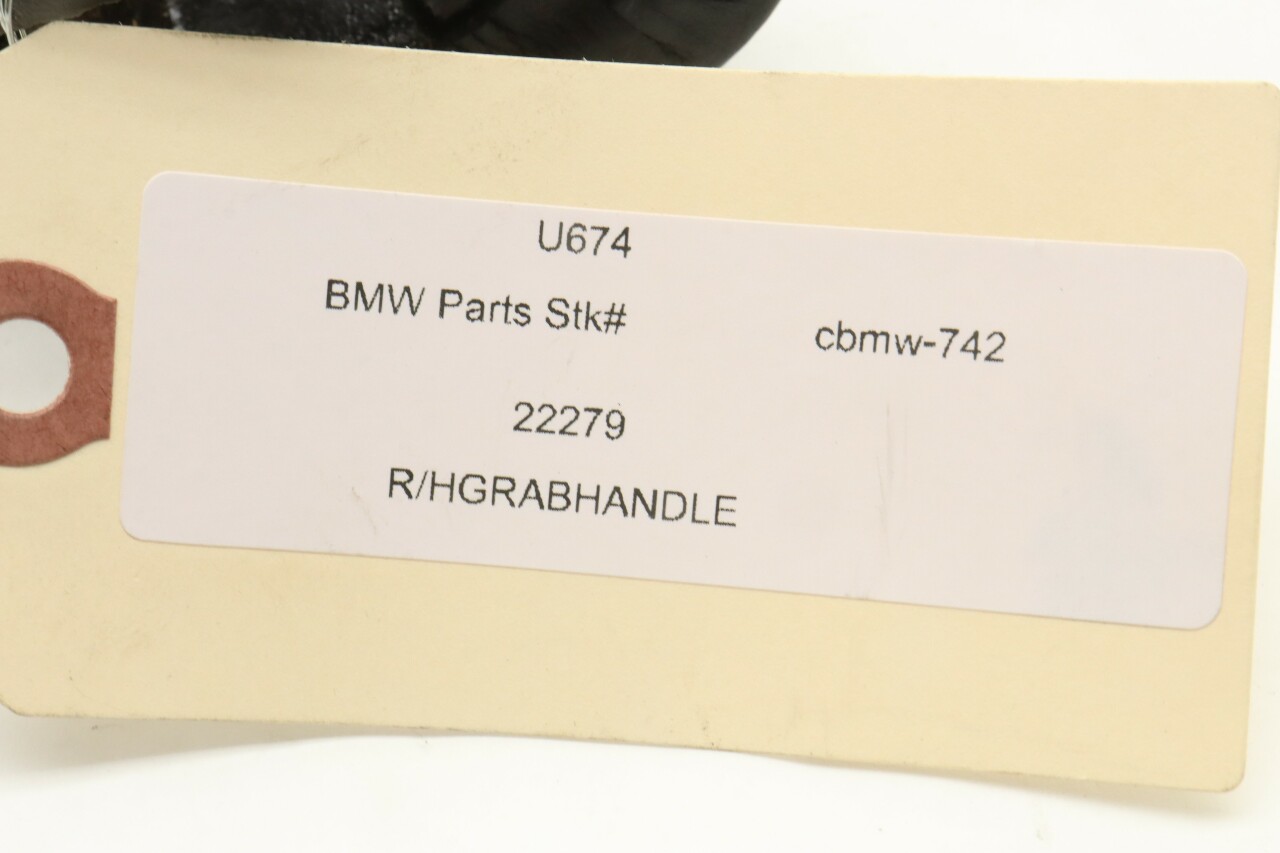 U674
BMW Parts Stk# cbmw-742
22279
R/HGRABHANDLE